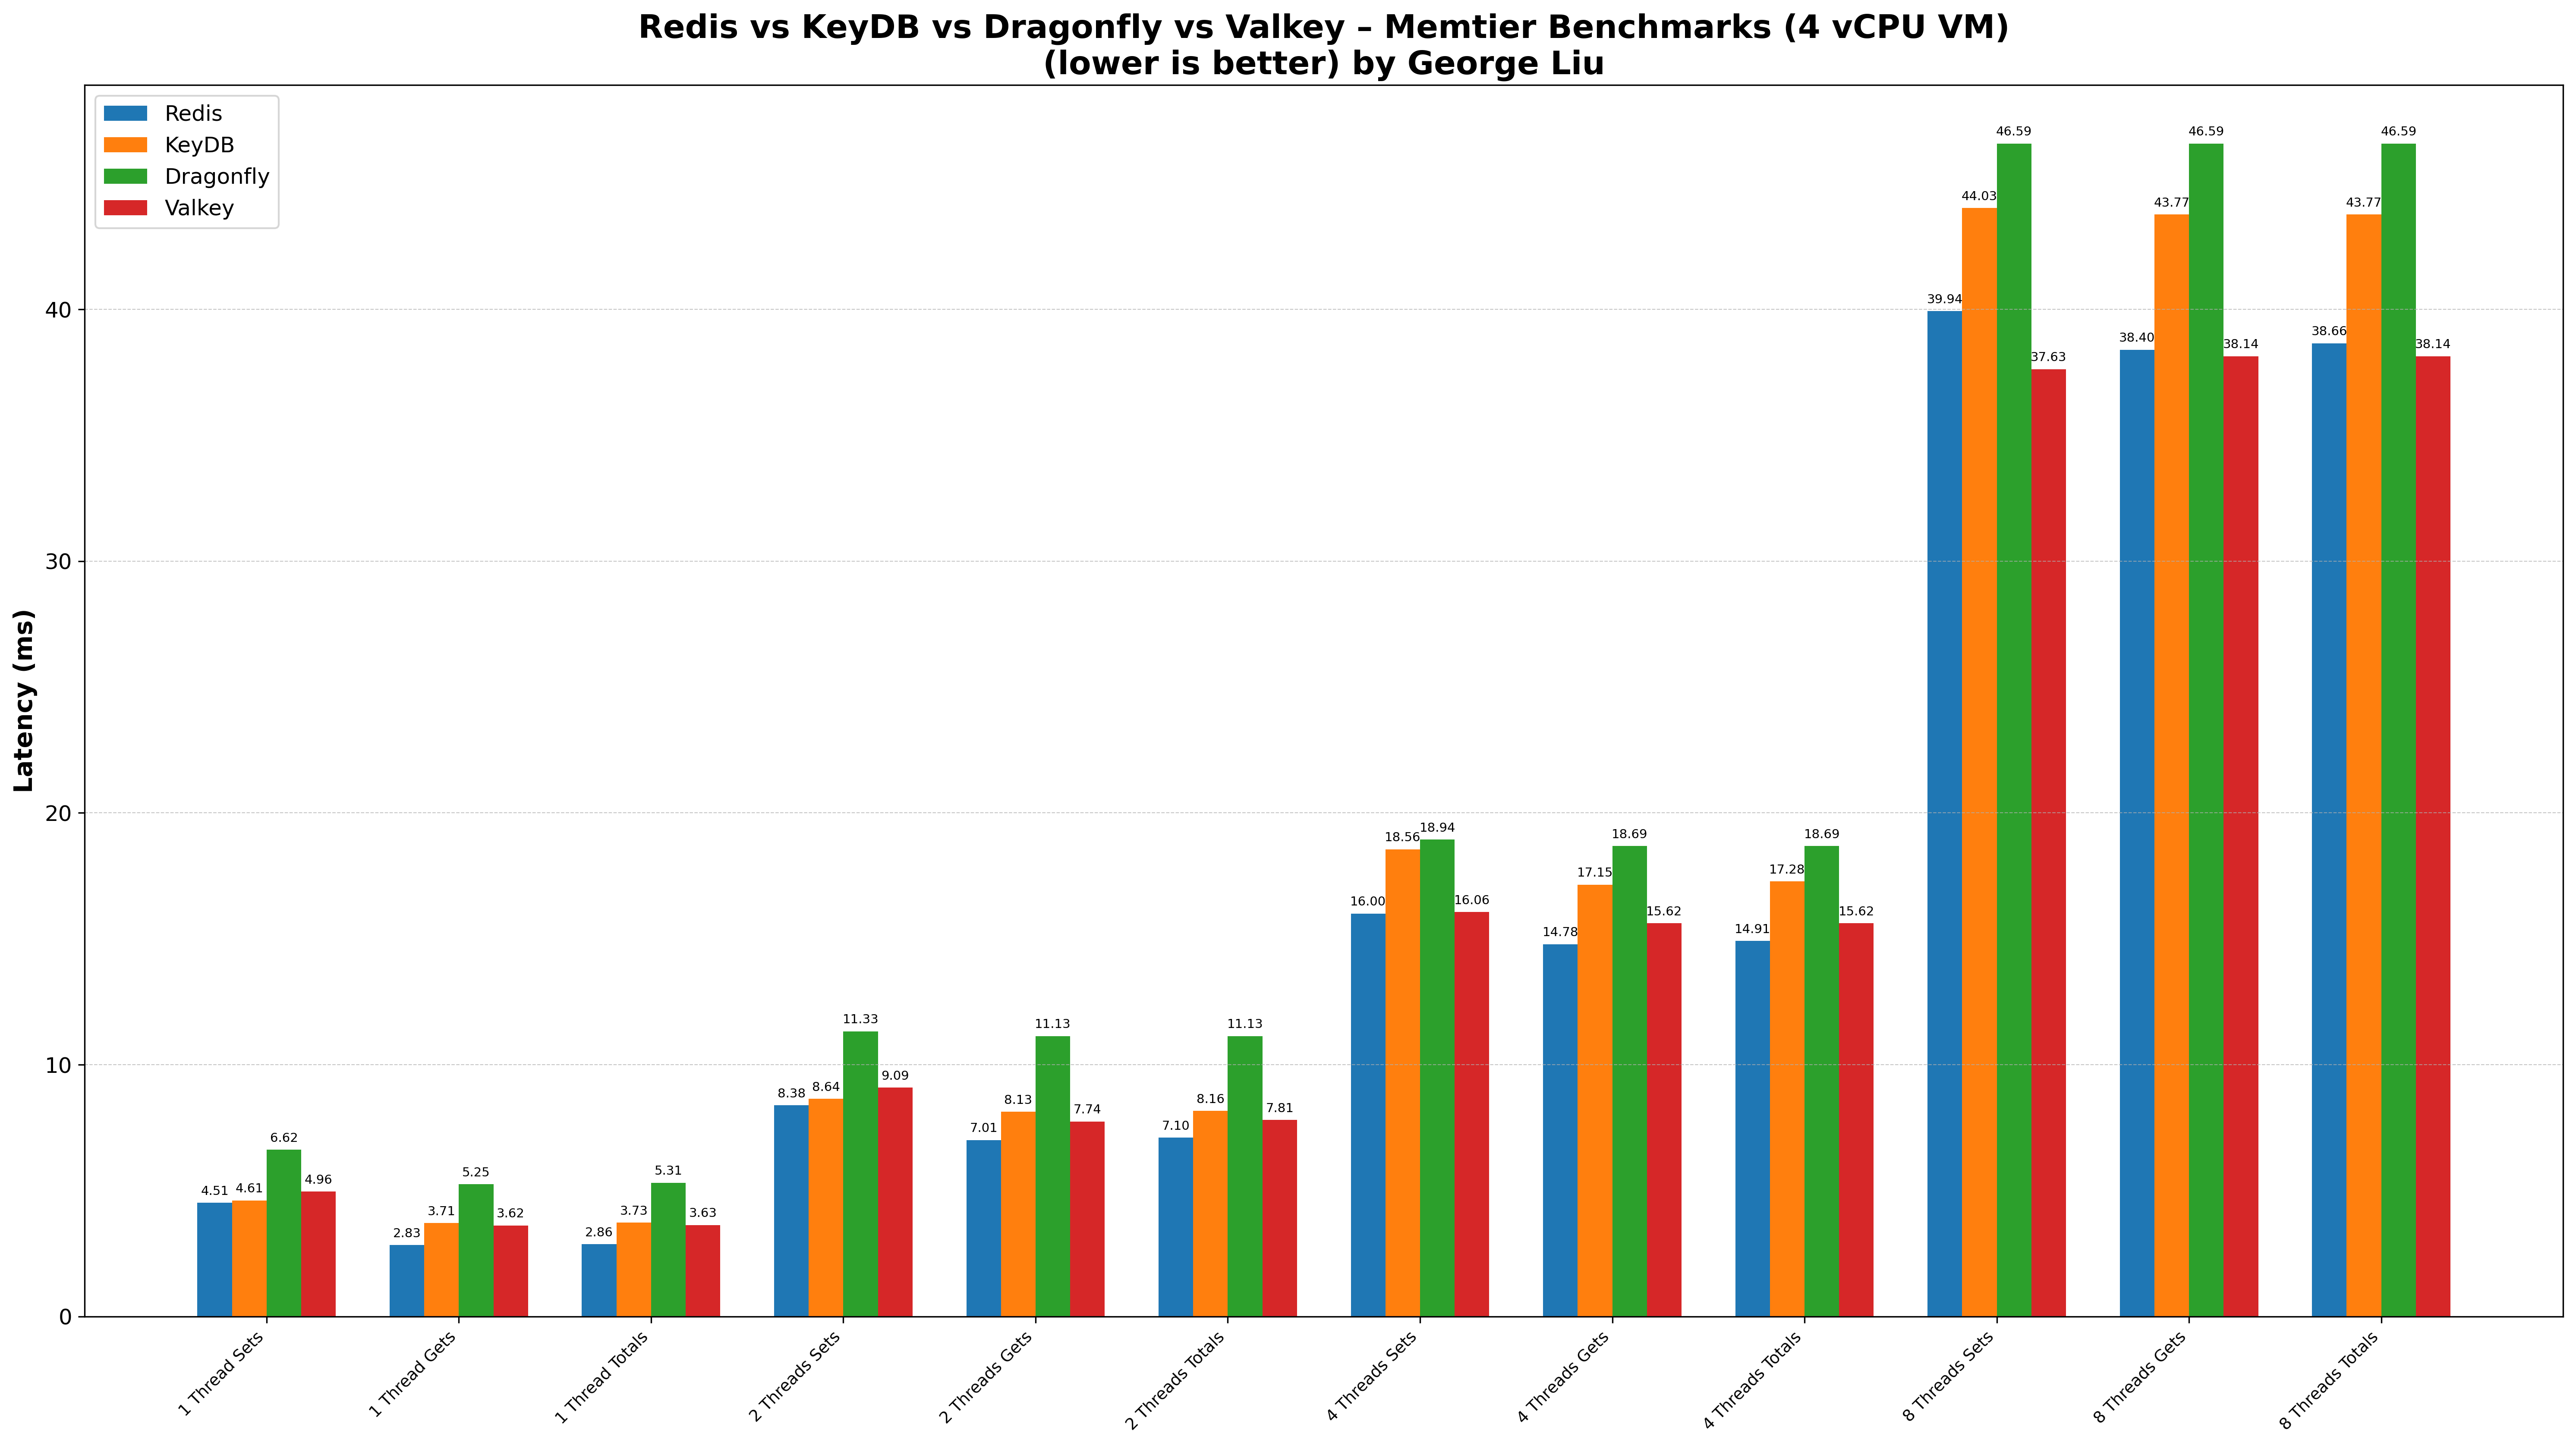 Redis vs KeyDB vs Dragonfly vs Valkey – Memtier Benchmarks (4 vCPU VM)
(lower is better) by George Liu
Redis
KeyDB
Dragonfly
Valkey
Latency (ms)
40
30
20
10
0
4.51 4.61 6.62 4.96
2.83 3.71 5.25 3.62
2.86 3.73 5.31 3.63
8.38 8.64 11.33 9.09
7.01 8.13 11.13 7.74
7.10 8.16 11.13 7.81
16.00 18.56 18.94 16.06
14.78 17.15 18.69 15.62
14.91 17.28 18.69 15.62
39.94 44.03 46.59 37.63
38.40 43.77 46.59 38.14
38.66 43.77 46.59 38.14
1 Thread Sets
1 Thread Gets
1 Thread Totals
2 Threads Sets
2 Threads Gets
2 Threads Totals
4 Threads Sets
4 Threads Gets
4 Threads Totals
8 Threads Sets
8 Threads Gets
8 Threads Totals